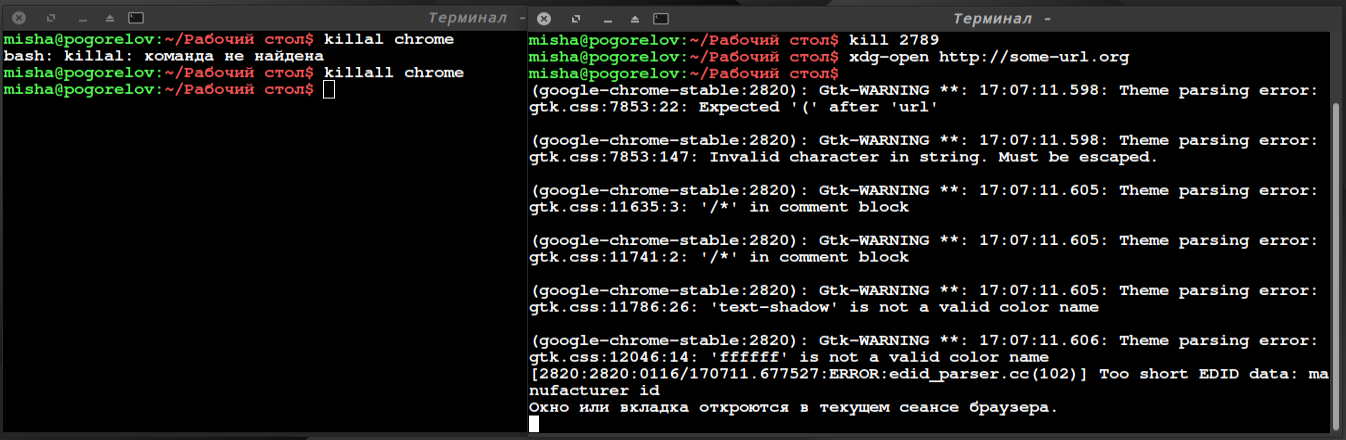 Терминал -
misha@pogorelov:~/Рабочий стол$ killal chrome
bash: killal: команда не найдена
misha@pogorelov:~/Рабочий стол$ killall chrome
misha@pogorelov:~/Рабочий стол$
Терминал -
misha@pogorelov:~/Рабочий стол$ kill 2789
misha@pogorelov:~/Рабочий стол$ xdg-open http://some-url.org
misha@pogorelov:~/Рабочий стол$
(google-chrome-stable:2820): Gtk-WARNING **: 17:07:11.598: Theme parsing error:
gtk.css:7853:22: Expected '(' after 'url'
(google-chrome-stable:2820): Gtk-WARNING **: 17:07:11.598: Theme parsing error:
gtk.css:7853:147: Invalid character in string. Must be escaped.
(google-chrome-stable:2820): Gtk-WARNING **: 17:07:11.605: Theme parsing error:
gtk.css:11635:3: '/*' in comment block
(google-chrome-stable:2820): Gtk-WARNING **: 17:07:11.605: Theme parsing error:
gtk.css:11741:2: '/*' in comment block
(google-chrome-stable:2820): Gtk-WARNING **: 17:07:11.605: Theme parsing error:
gtk.css:11786:26: 'text-shadow' is not a valid color name
(google-chrome-stable:2820): Gtk-WARNING **: 17:07:11.606: Theme parsing error:
gtk.css:12046:14: 'ffffff' is not a valid color name
[2820:2820:0116/170711.677527:ERROR:edid_parser.cc(102)] Too short EDID data: ma
nufacturer id
Окно или вкладка откроются в текущем сеансе браузера.